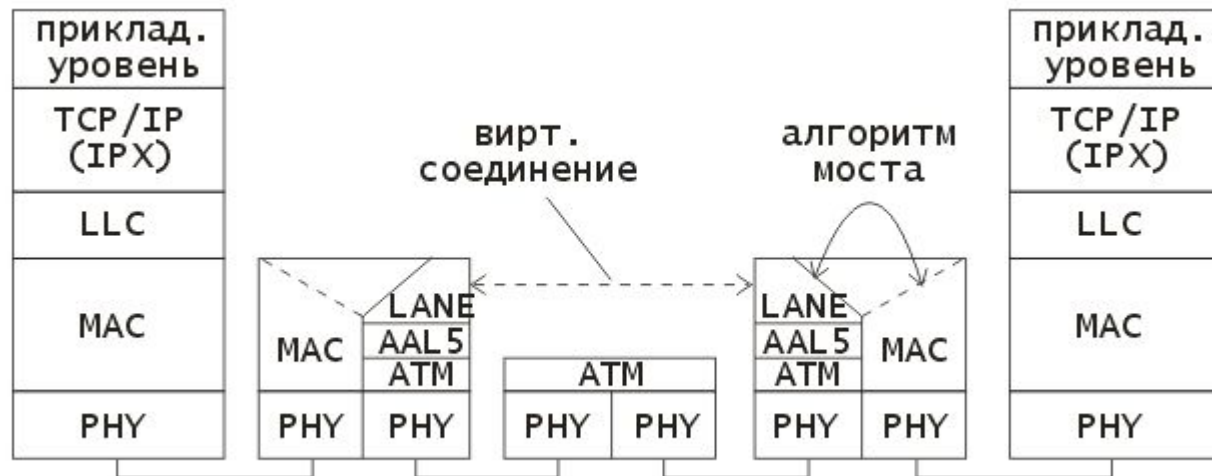 приклад.
уровень
TCP/IP
(IPX)
LLC
MAC
PHY
вирт.
соединение
алгоритм
моста
MAC
LANE
AAL5
ATM
PHY
PHY
ATM
PHY
PHY
LANE
AAL5
ATM
MAC
PHY
PHY
приклад.
уровень
TCP/IP
(IPX)
LLC
MAC
PHY